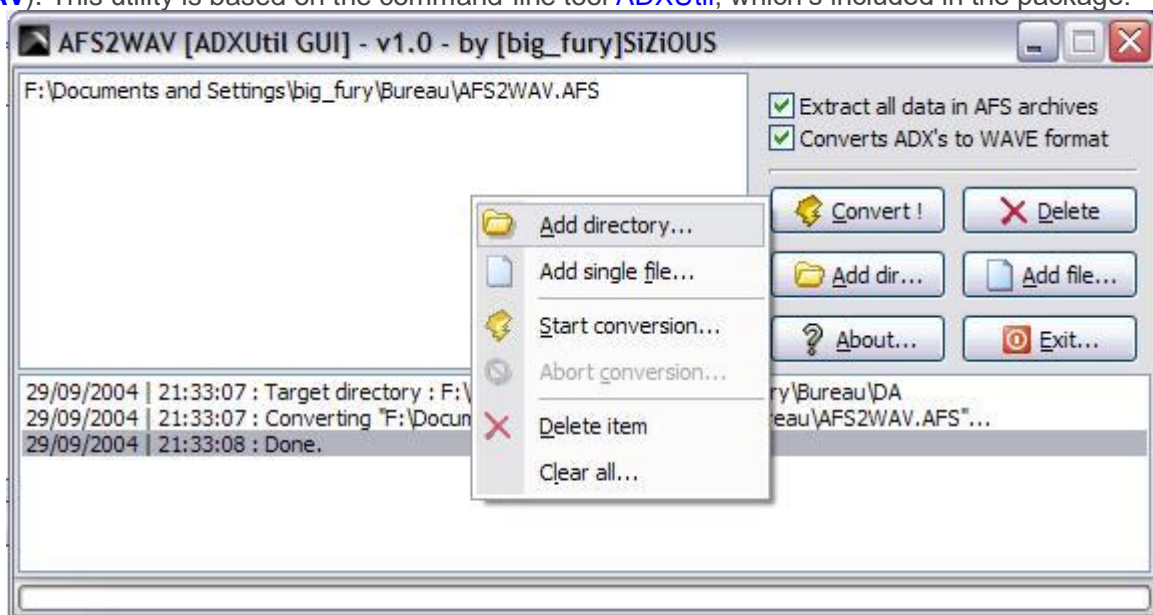 AV). This utility is based on the command-line tool ADXUtil, which's included in the package.
AFS2WAV [ADXUtil GUI] - v1.0 - by [big_fury]SiZiOUS
F:\Documents and Settings\big_fury\Bureau\AFS2WAV.AFS
Extract all data in AFS archives
Converts ADX's to WAVE format
Convert !
Delete
Add dir...
Add file...
About...
Exit...
Add directory...
Add single file...
Start conversion...
Abort conversion...
Delete item
Clear all...
29/09/2004 | 21:33:07 : Target directory : F:\ ry\Bureau\DA
29/09/2004 | 21:33:07 : Converting "F:\Docum eau\AFS2WAV.AFS"...
29/09/2004 | 21:33:08 : Done.